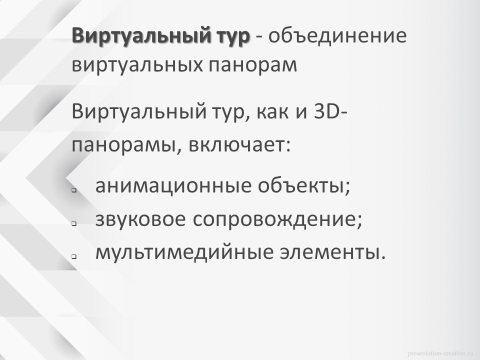 Виртуальный тур - объединение
виртуальных панорам
Виртуальный тур, как и 3D-
панорамы, включает:
анимационные объекты;
звуковое сопровождение;
мультимедийные элементы.